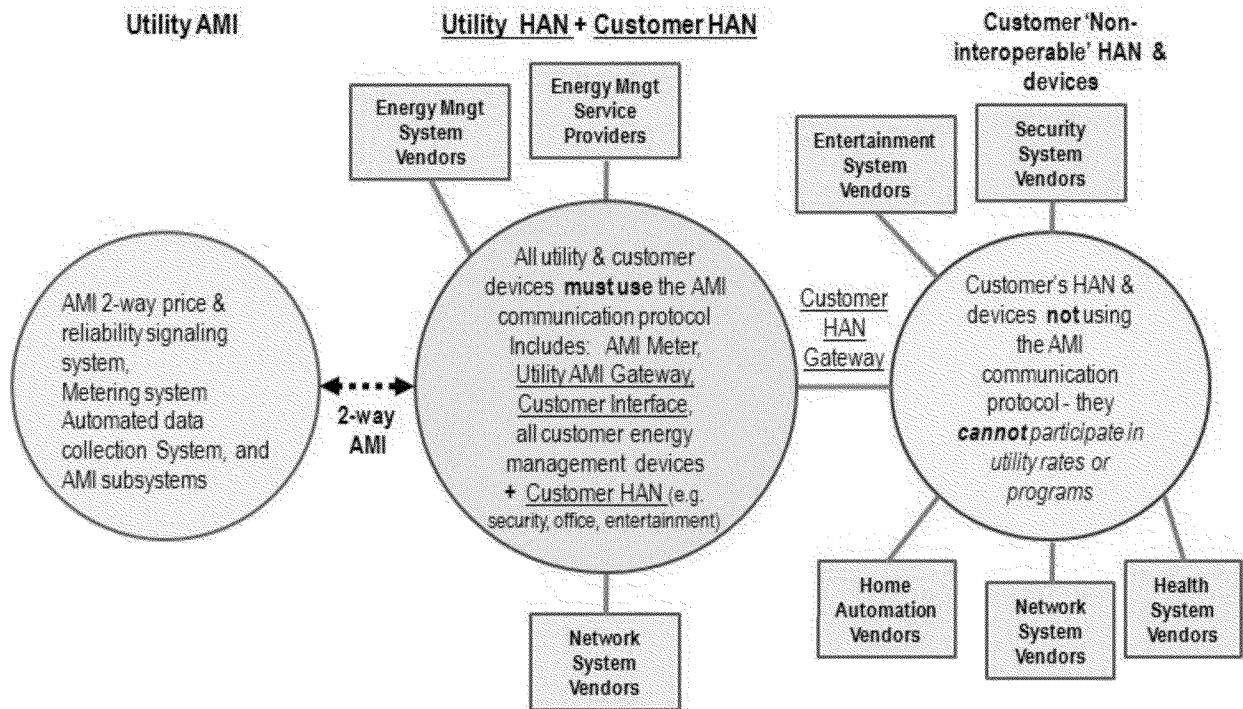 Utility AMI
Utility HAN + Customer HAN
Customer 'Non-
interoperable' HAN &
devices
Energy Mngt
System
Vendors
Energy Mngt
Service
Providers
Entertainment
System
Vendors
Security
System
Vendors
AMI 2-way price &
reliability signaling
system,
Metering system
Automated data
collection System, and
AMI subsystems
2-way
AMI
All utility & customer
devices must use the AMI
communication protocol
Includes: AMI Meter,
Utility AMI Gateway,
Customer Interface,
all customer energy
management devices
+ Customer HAN (e.g.
security, office, entertainment)
Customer
HAN
Gateway
Customer's HAN &
devices not using
the AMI
communication
protocol - they
cannot participate in
utility rates or
programs
Network
System
Vendors
Home
Automation
Vendors
Network
System
Vendors
Health
System
Vendors